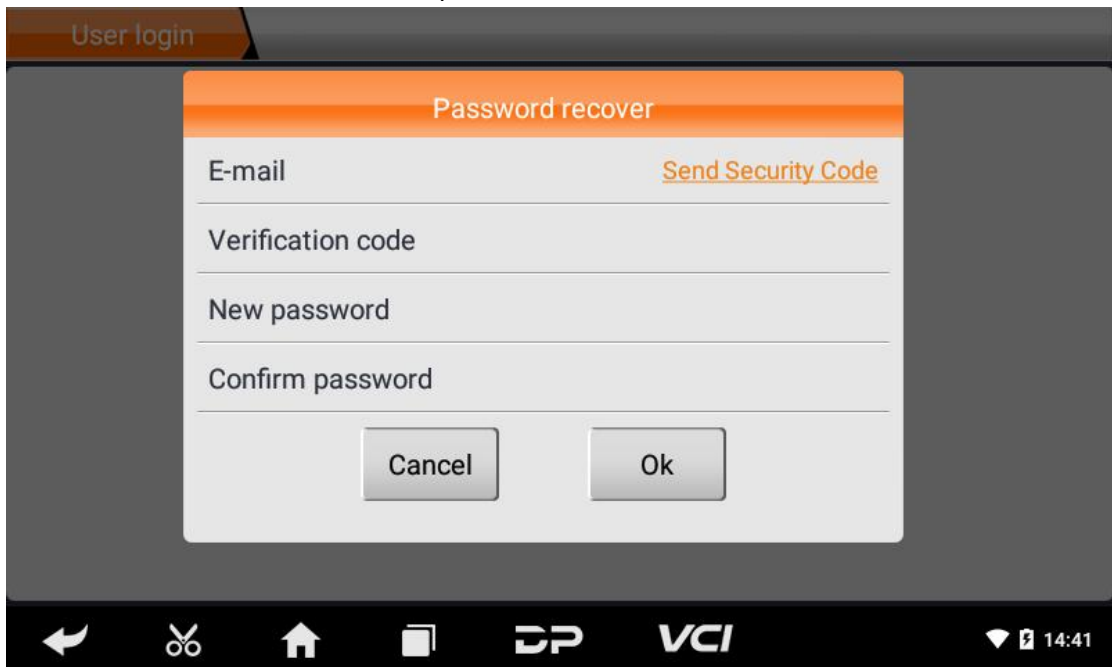 User login
Password recover
E-mail Send Security Code
Verification code
New password
Confirm password
Cancel Ok
DP VCI 14:41